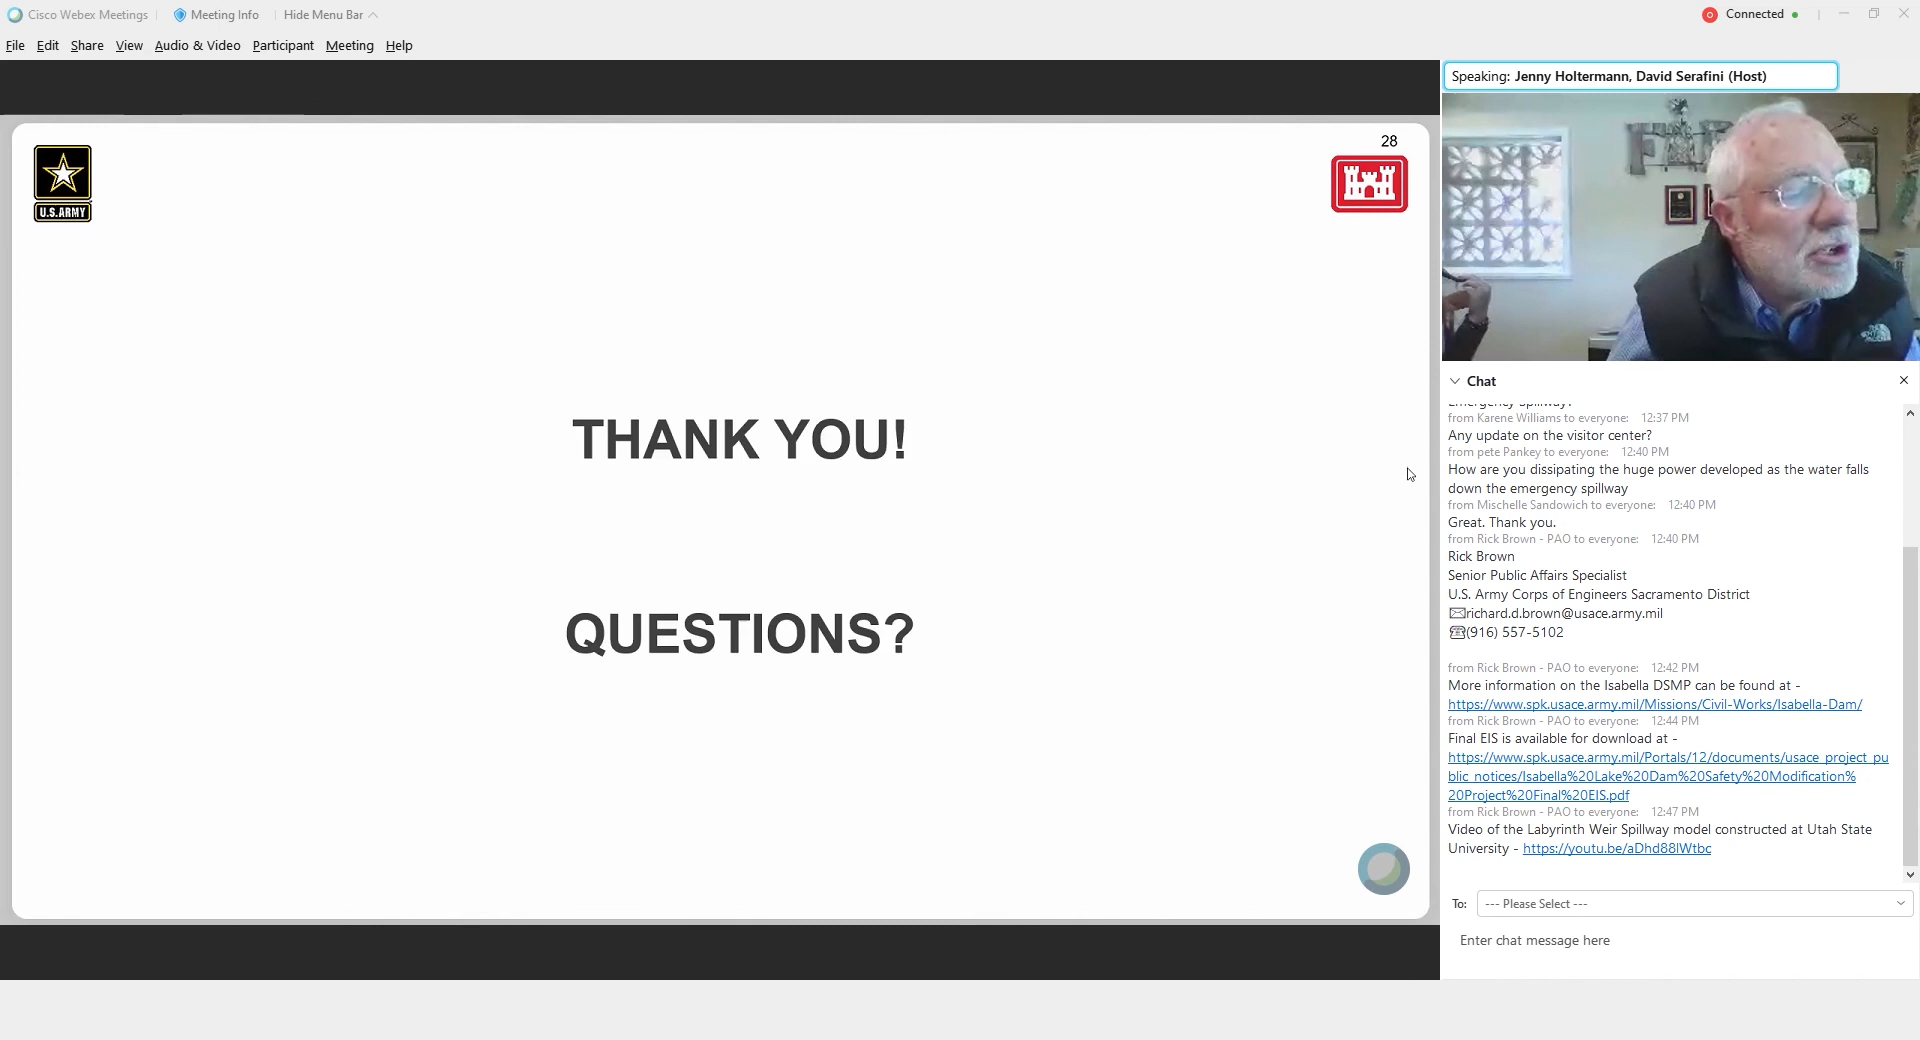 Cisco Webex Meetings
Meeting Info
Hide Menu Bar
Connected
File Edit Share View Audio & Video Participant Meeting Help
Speaking: Jenny Holtermann, David Serafini (Host)
28
U.S. ARMY
THANK YOU!
QUESTIONS?
Chat
Emergency Spillway?
from Karene Williams to everyone: 12:37 PM
Any update on the visitor center?
from pete Pankey to everyone: 12:40 PM
How are you dissipating the huge power developed as the water falls
down the emergency spillway
from Mischelle Sandowich to everyone: 12:40 PM
Great. Thank you.
from Rick Brown - PAO to everyone: 12:40 PM
Rick Brown
Senior Public Affairs Specialist
U.S. Army Corps of Engineers Sacramento District
richard.d.brown@usace.army.mil
(916) 557-5102
from Rick Brown - PAO to everyone: 12:42 PM
More information on the Isabella DSMP can be found at -
https://www.spk.usace.army.mil/Missions/Civil-Works/Isabella-Dam/
from Rick Brown - PAO to everyone: 12:44 PM
Final EIS is available for download at -
https://www.spk.usace.army.mil/Portals/12/documents/usace_project_pu
blic_notices/Isabella%20Lake%20Dam%20Safety%20Modification%
20Project%20Final%20EIS.pdf
from Rick Brown - PAO to everyone: 12:47 PM
Video of the Labyrinth Weir Spillway model constructed at Utah State
University - https://youtu.be/aDhd88lWtbc
To: --- Please Select ---
Enter chat message here